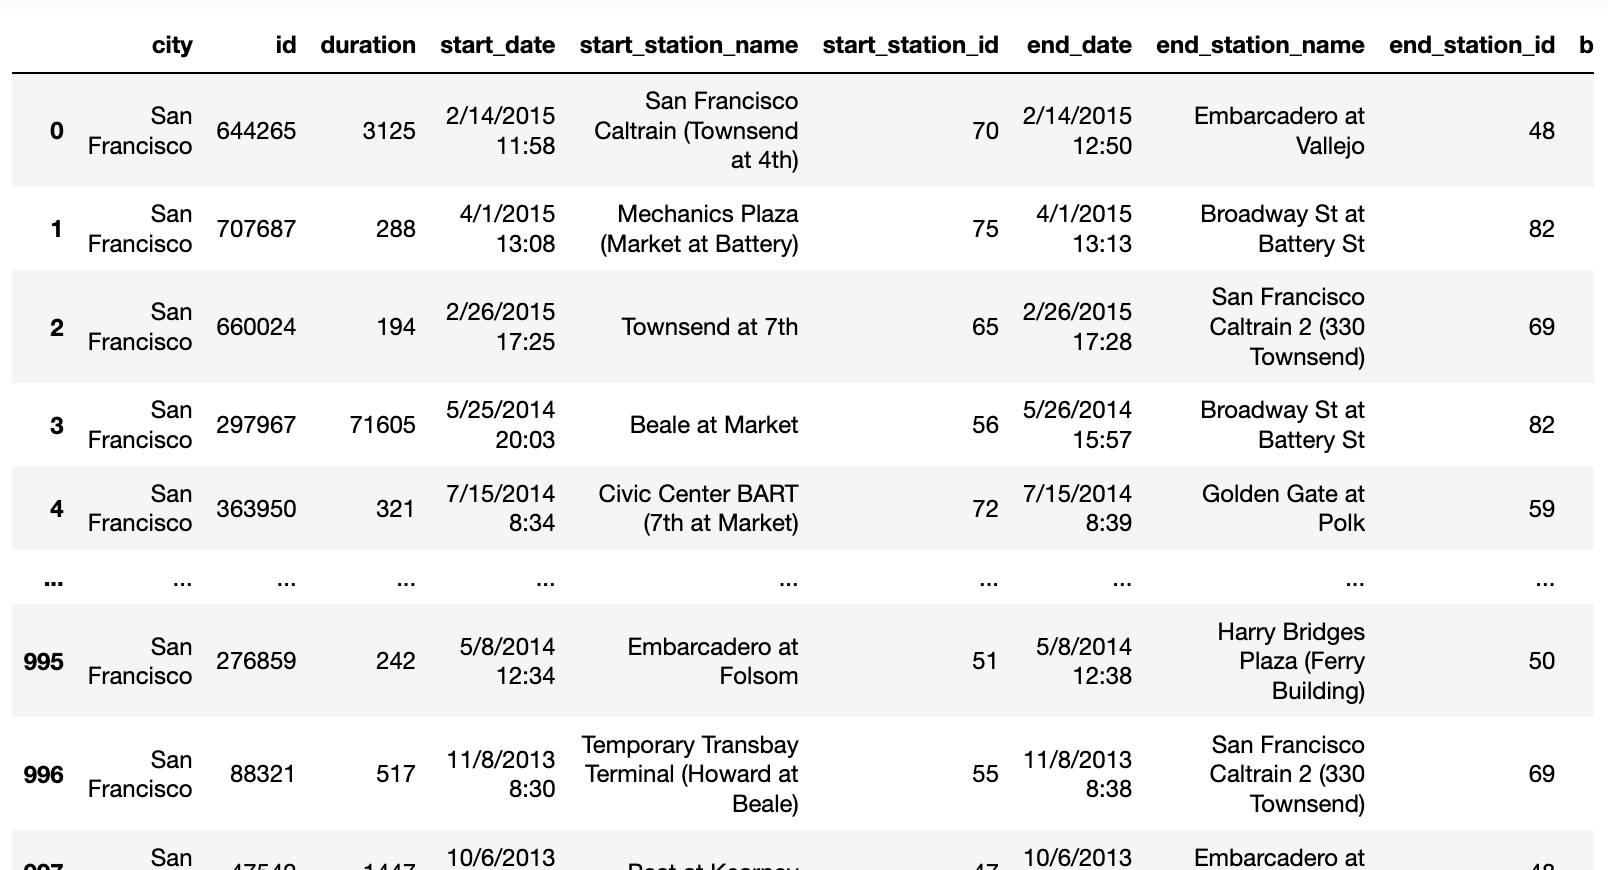 city id duration start_date start_station_name start_station_id end_date end_station_name end_station_id b
0 San Francisco 644265 3125 2/14/2015 11:58 San Francisco Caltrain (Townsend at 4th) 70 2/14/2015 12:50 Embarcadero at Vallejo 48
1 San Francisco 707687 288 4/1/2015 13:08 Mechanics Plaza (Market at Battery) 75 4/1/2015 13:13 Broadway St at Battery St 82
2 San Francisco 660024 194 2/26/2015 17:25 Townsend at 7th 65 2/26/2015 17:28 San Francisco Caltrain 2 (330 Townsend) 69
3 San Francisco 297967 71605 5/25/2014 20:03 Beale at Market 56 5/26/2014 15:57 Broadway St at Battery St 82
4 San Francisco 363950 321 7/15/2014 8:34 Civic Center BART (7th at Market) 72 7/15/2014 8:39 Golden Gate at Polk 59
... ... ... ... ... ... ... ... ... ...
995 San Francisco 276859 242 5/8/2014 12:34 Embarcadero at Folsom 51 5/8/2014 12:38 Harry Bridges Plaza (Ferry Building) 50
996 San Francisco 88321 517 11/8/2013 8:30 Temporary Transbay Terminal (Howard at Beale) 55 11/8/2013 8:38 San Francisco Caltrain 2 (330 Townsend) 69
San 10/6/2013 10/6/2013 Embarcadero at